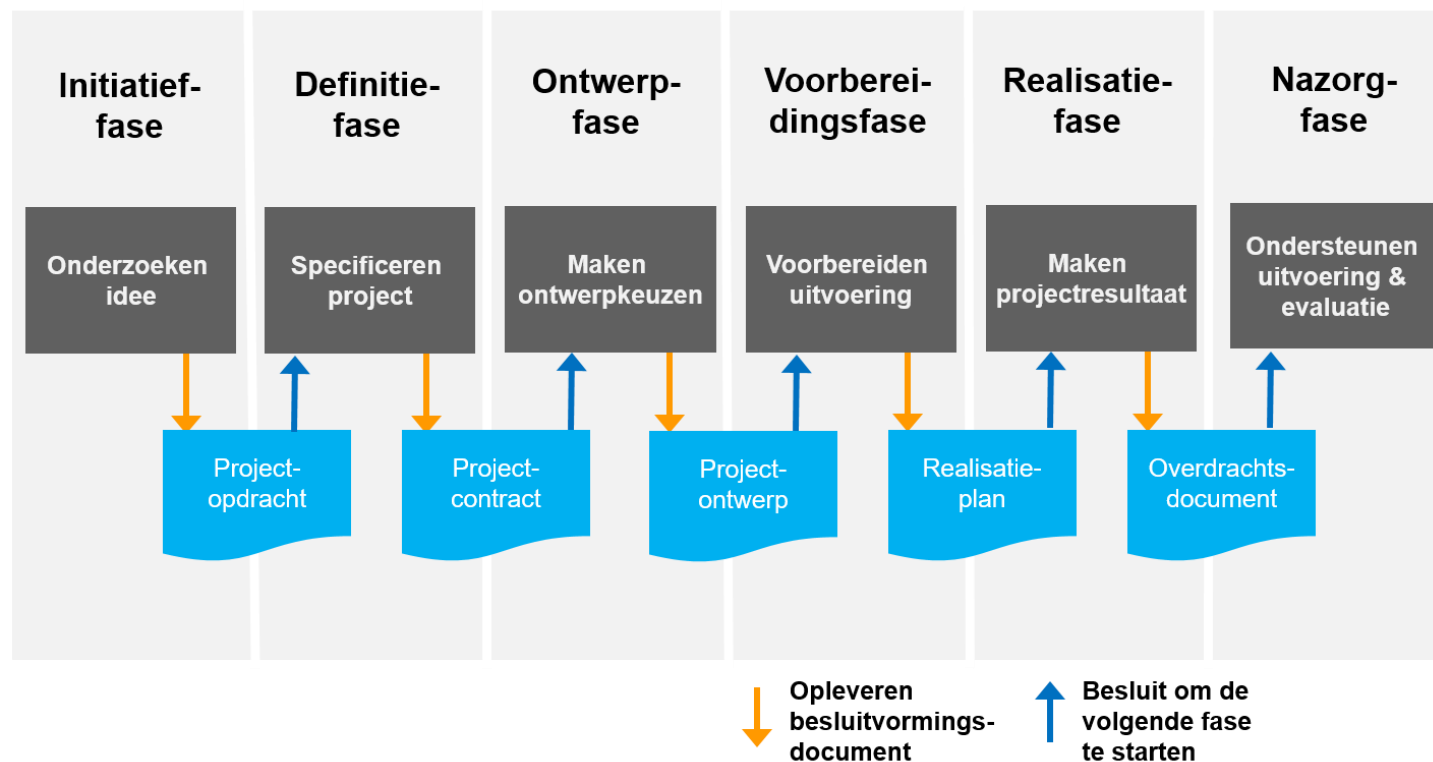 Initiatief-
fase
Definitie-
fase
Ontwerp-
fase
Voorberei-
dingsfase
Realisatie-
fase
Nazorg-
fase
Onderzoeken
idee
Specificeren
project
Maken
ontwerpkeuzen
Voorbereiden
uitvoering
Maken
projectresultaat
Ondersteunen
uitvoering &
evaluatie
Project-
opdracht
Project-
contract
Project-
ontwerp
Realisatie-
plan
Overdrachts-
document
Opleveren
besluitvormings-
document
Besluit om de
volgende fase
te starten